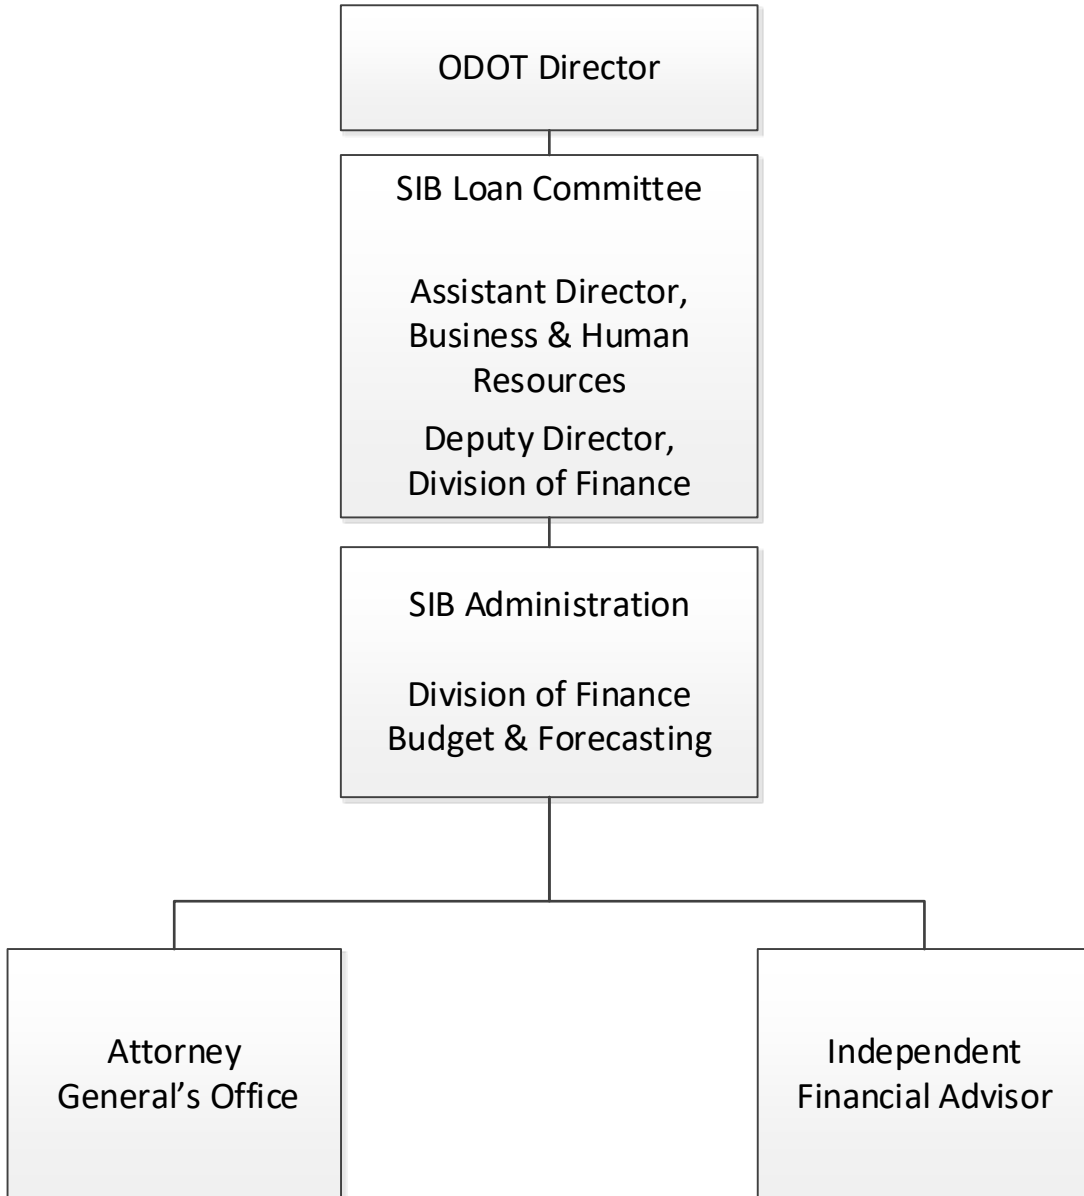 ODOT Director
SIB Loan Committee
Assistant Director,
Business & Human
Resources
Deputy Director,
Division of Finance
SIB Administration
Division of Finance
Budget & Forecasting
Attorney
General’s Office
Independent
Financial Advisor